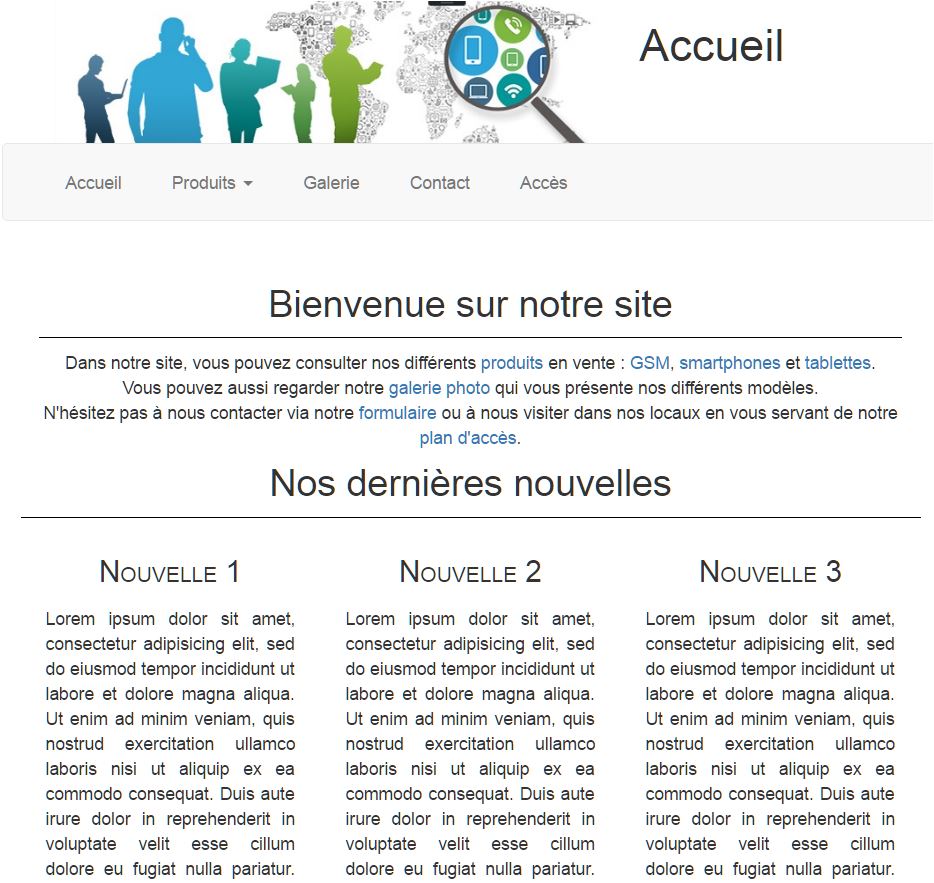 Accueil
Accueil Produits Galerie Contact Accès
Bienvenue sur notre site
Dans notre site, vous pouvez consulter nos différents produits en vente : GSM, smartphones et tablettes.
Vous pouvez aussi regarder notre galerie photo qui vous présente nos différents modèles.
N'hésitez pas à nous contacter via notre formulaire ou à nous visiter dans nos locaux en vous servant de notre
plan d'accès.
Nos dernières nouvelles
Nouvelle 1
Lorem ipsum dolor sit amet,
consectetur adipisicing elit, sed
do eiusmod tempor incididunt ut
labore et dolore magna aliqua.
Ut enim ad minim veniam, quis
nostrud exercitation ullamco
laboris nisi ut aliquip ex ea
commodo consequat. Duis aute
irure dolor in reprehenderit in
voluptate velit esse cillum
dolore eu fugiat nulla pariatur.
Nouvelle 2
Lorem ipsum dolor sit amet,
consectetur adipisicing elit, sed
do eiusmod tempor incididunt ut
labore et dolore magna aliqua.
Ut enim ad minim veniam, quis
nostrud exercitation ullamco
laboris nisi ut aliquip ex ea
commodo consequat. Duis aute
irure dolor in reprehenderit in
voluptate velit esse cillum
dolore eu fugiat nulla pariatur.
Nouvelle 3
Lorem ipsum dolor sit amet,
consectetur adipisicing elit, sed
do eiusmod tempor incididunt ut
labore et dolore magna aliqua.
Ut enim ad minim veniam, quis
nostrud exercitation ullamco
laboris nisi ut aliquip ex ea
commodo consequat. Duis aute
irure dolor in reprehenderit in
voluptate velit esse cillum
dolore eu fugiat nulla pariatur.